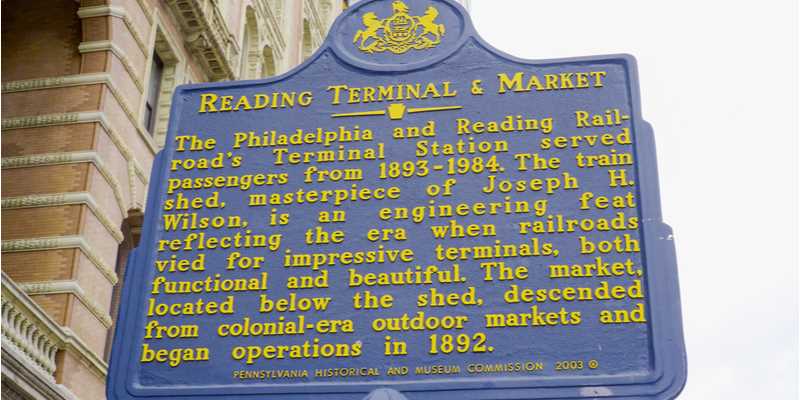 READING TERMINAL & MARKET
The Philadelphia and Reading Rail-
road's Terminal Station served
passengers from 1893-1984. The train
shed, masterpiece of Joseph H.
Wilson, is an engineering feat
reflecting the era when railroads
vied for impressive terminals, both
functional and beautiful. The market,
located below the shed, descended
from colonial-era outdoor markets and
began operations in 1892.
PENNSYLVANIA HISTORICAL AND MUSEUM COMMISSION 2003 ©